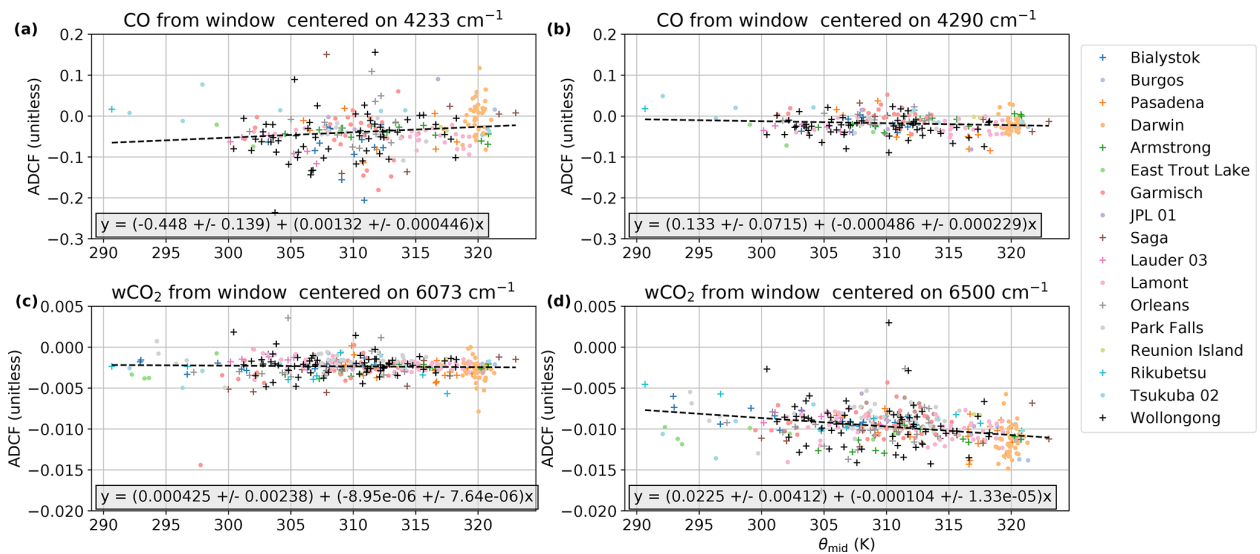 (a) CO from window centered on 4233 cm⁻¹
0.2
0.1
0.0
−0.1
−0.2
−0.3
ADCF (unitless)
y = (-0.448 +/- 0.139) + (0.00132 +/- 0.000446)x
290 295 300 305 310 315 320
(b) CO from window centered on 4290 cm⁻¹
0.2
0.1
0.0
−0.1
−0.2
−0.3
ADCF (unitless)
y = (0.133 +/- 0.0715) + (-0.000486 +/- 0.000229)x
290 295 300 305 310 315 320
(c) wCO₂ from window centered on 6073 cm⁻¹
0.005
0.000
−0.005
−0.010
−0.015
−0.020
ADCF (unitless)
y = (0.000425 +/- 0.00238) + (-8.95e-06 +/- 7.64e-06)x
290 295 300 305 310 315 320
(d) wCO₂ from window centered on 6500 cm⁻¹
0.005
0.000
−0.005
−0.010
−0.015
−0.020
ADCF (unitless)
y = (0.0225 +/- 0.00412) + (-0.000104 +/- 1.33e-05)x
290 295 300 305 310 315 320
θmid (K)
Bialystok
Burgos
Pasadena
Darwin
Armstrong
East Trout Lake
Garmisch
JPL 01
Saga
Lauder 03
Lamont
Orleans
Park Falls
Reunion Island
Rikubetsu
Tsukuba 02
Wollongong